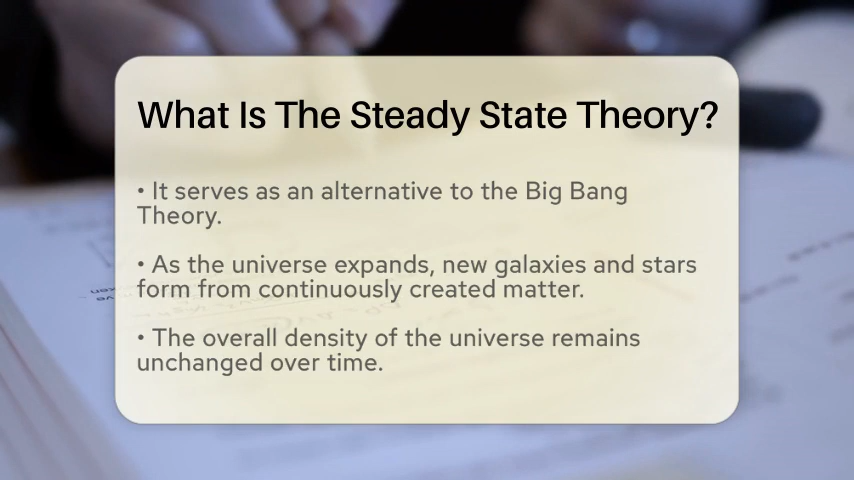 What Is The Steady State Theory?
• It serves as an alternative to the Big Bang
Theory.
• As the universe expands, new galaxies and stars
form from continuously created matter.
• The overall density of the universe remains
unchanged over time.